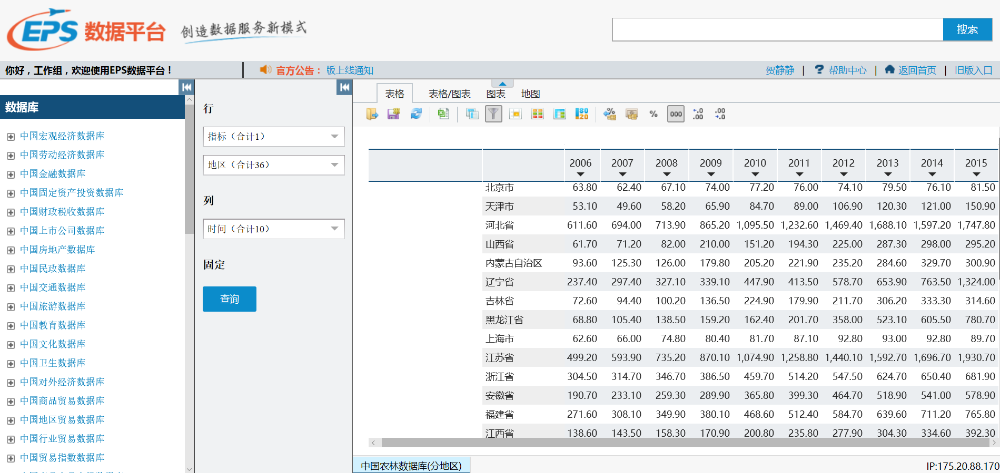 EPS 数据平台 创造数据服务新模式
搜索
你好，工作组，欢迎使用EPS数据平台！
官方公告： 版上线通知
贺静静 | ? 帮助中心 | 返回首页 | 旧版入口
数据库
中国宏观经济数据库
中国劳动经济数据库
中国金融数据库
中国固定资产投资数据库
中国财政税收数据库
中国上市公司数据库
中国房地产数据库
中国民政数据库
中国交通数据库
中国旅游数据库
中国教育数据库
中国文化数据库
中国卫生数据库
中国对外经济数据库
中国商品贸易数据库
中国地区贸易数据库
中国行业贸易数据库
中国贸易指数数据库
行
指标（合计1）
地区（合计36）
列
时间（合计10）
固定
查询
表格 表格/图表 图表 地图
80 20 % % 000 .0 .00 .00 .0
2006 2007 2008 2009 2010 2011 2012 2013 2014 2015
北京市 63.80 62.40 67.10 74.00 77.20 76.00 74.10 79.50 76.10 81.50
天津市 53.10 49.60 58.20 65.90 84.70 89.00 106.90 120.30 121.00 150.90
河北省 611.60 694.00 713.90 865.20 1,095.50 1,232.60 1,469.40 1,688.10 1,597.20 1,747.80
山西省 61.70 71.20 82.00 210.00 151.20 194.30 225.00 287.30 298.00 295.20
内蒙古自治区 93.60 125.30 126.00 179.80 205.20 221.90 235.20 284.60 329.70 300.90
辽宁省 237.40 297.40 327.10 339.10 447.90 413.50 578.70 653.90 763.50 1,324.00
吉林省 72.60 94.40 100.20 136.50 224.90 179.90 211.70 306.20 333.30 314.60
黑龙江省 68.80 105.40 138.50 159.20 162.40 201.70 358.00 523.10 605.50 780.70
上海市 62.60 66.00 74.80 80.40 81.70 87.10 92.80 93.00 92.80 89.70
江苏省 499.20 593.90 735.20 870.10 1,074.90 1,258.80 1,440.10 1,592.70 1,696.70 1,930.70
浙江省 304.50 314.70 346.70 386.50 459.70 514.20 547.50 624.70 650.40 681.90
安徽省 190.70 233.10 259.30 289.90 365.80 399.30 464.70 518.90 541.00 578.90
福建省 271.60 308.10 349.90 380.10 468.60 512.40 584.70 639.60 711.20 765.80
江西省 138.60 143.50 158.30 170.90 200.80 235.80 277.90 304.30 334.60 392.30
中国农林数据库(分地区)
IP:175.20.88.170